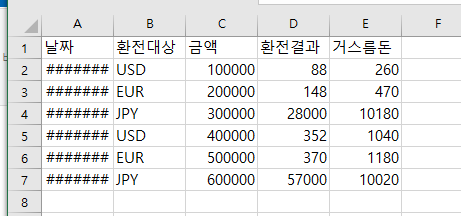 A B C D E F
1 날짜 환전대상 금액 환전결과 거스름돈
2 ####### USD 100000 88 260
3 ####### EUR 200000 148 470
4 ####### JPY 300000 28000 10180
5 ####### USD 400000 352 1040
6 ####### EUR 500000 370 1180
7 ####### JPY 600000 57000 10020
8